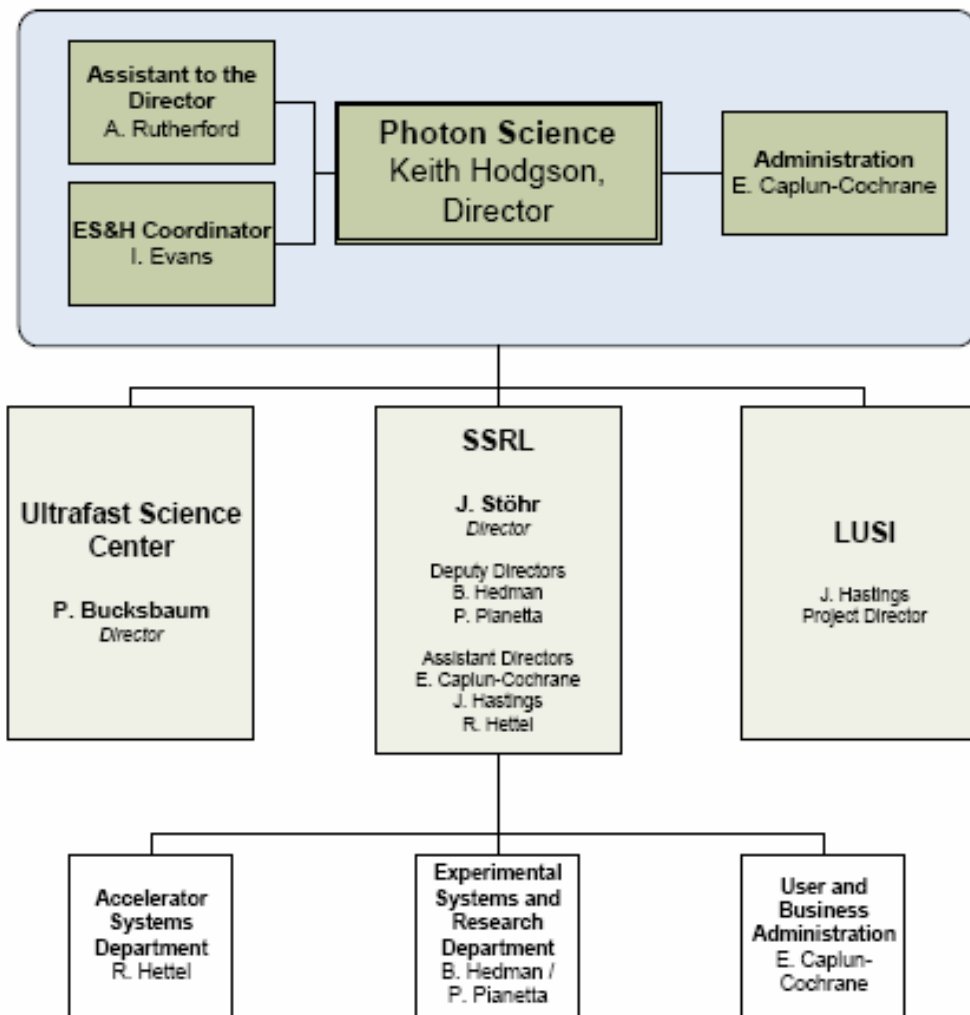 Assistant to the
Director
A. Rutherford
Photon Science
Keith Hodgson,
Director
Administration
E. Caplun-Cochrane
ES&H Coordinator
I. Evans
Ultrafast Science
Center
P. Bucksbaum
Director
SSRL
J. Stöhr
Director
Deputy Directors
B. Hedman
P. Pianetta
Assistant Directors
E. Caplun-Cochrane
J. Hastings
R. Hettel
LUSI
J. Hastings
Project Director
Accelerator
Systems
Department
R. Hettel
Experimental
Systems and
Research
Department
B. Hedman /
P. Pianetta
User and
Business
Administration
E. Caplun-
Cochrane